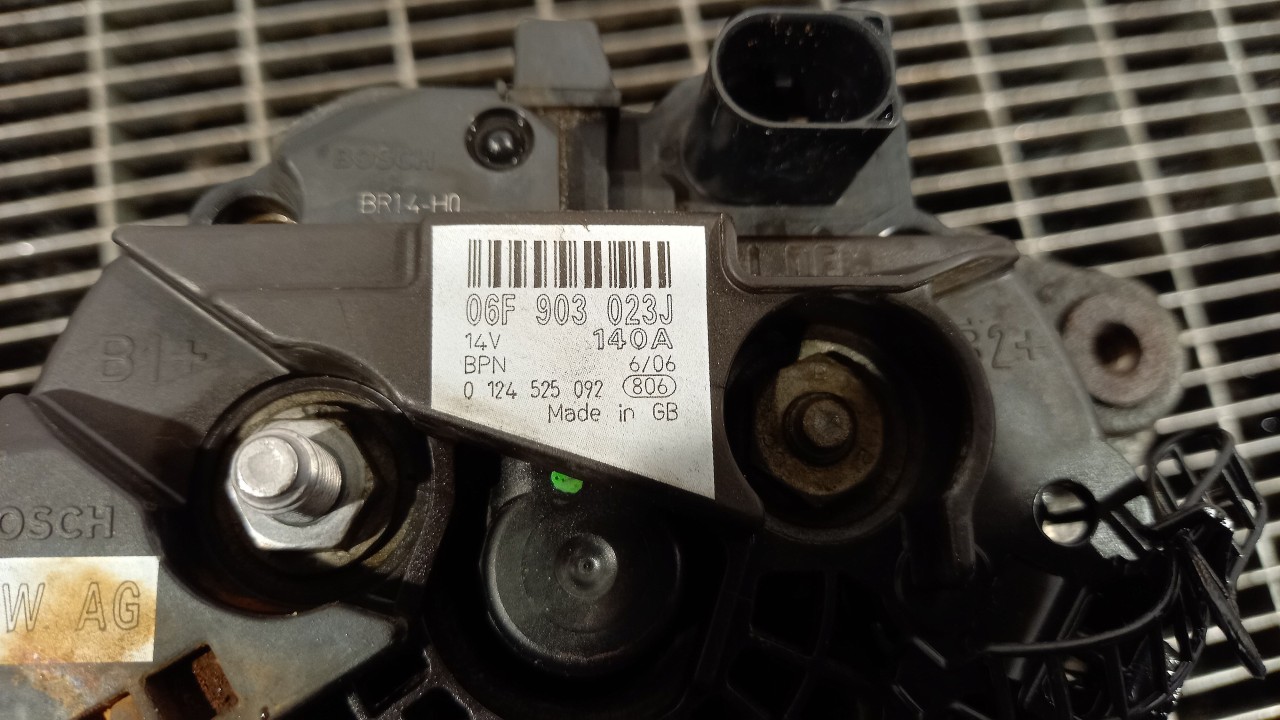 BOSCH
BR14-H0
06F 903 023J
14V 140A
BPN 6/06
0 124 525 092 806
Made in GB
B1+
B2+
OSCH
W AG